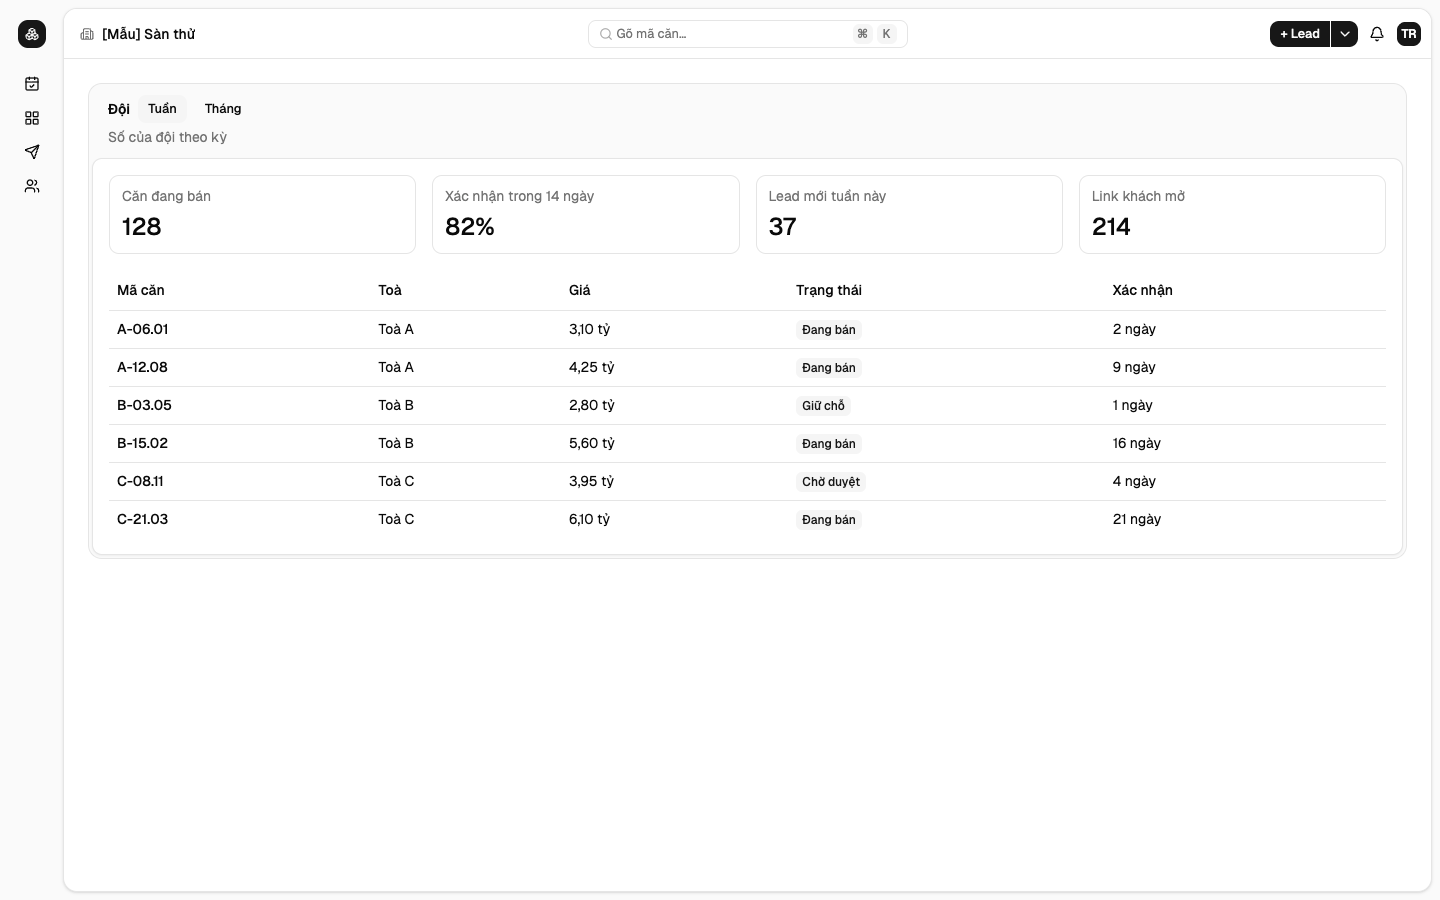 [Mẫu] Sàn thử
Gõ mã căn... ⌘ K
+ Lead
TR
Đội Tuần Tháng
Số của đội theo kỳ
Căn đang bán
128
Xác nhận trong 14 ngày
82%
Lead mới tuần này
37
Link khách mở
214
Mã căn Toà Giá Trạng thái Xác nhận
A-06.01 Toà A 3,10 tỷ Đang bán 2 ngày
A-12.08 Toà A 4,25 tỷ Đang bán 9 ngày
B-03.05 Toà B 2,80 tỷ Giữ chỗ 1 ngày
B-15.02 Toà B 5,60 tỷ Đang bán 16 ngày
C-08.11 Toà C 3,95 tỷ Chờ duyệt 4 ngày
C-21.03 Toà C 6,10 tỷ Đang bán 21 ngày